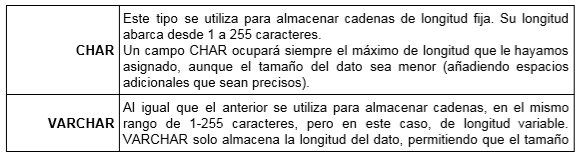 CHAR
Este tipo se utiliza para almacenar cadenas de longitud fija. Su longitud
abarca desde 1 a 255 caracteres.
Un campo CHAR ocupará siempre el máximo de longitud que le hayamos
asignado, aunque el tamaño del dato sea menor (añadiendo espacios
adicionales que sean precisos).
VARCHAR
Al igual que el anterior se utiliza para almacenar cadenas, en el mismo
rango de 1-255 caracteres, pero en este caso, de longitud variable.
VARCHAR solo almacena la longitud del dato, permitiendo que el tamaño